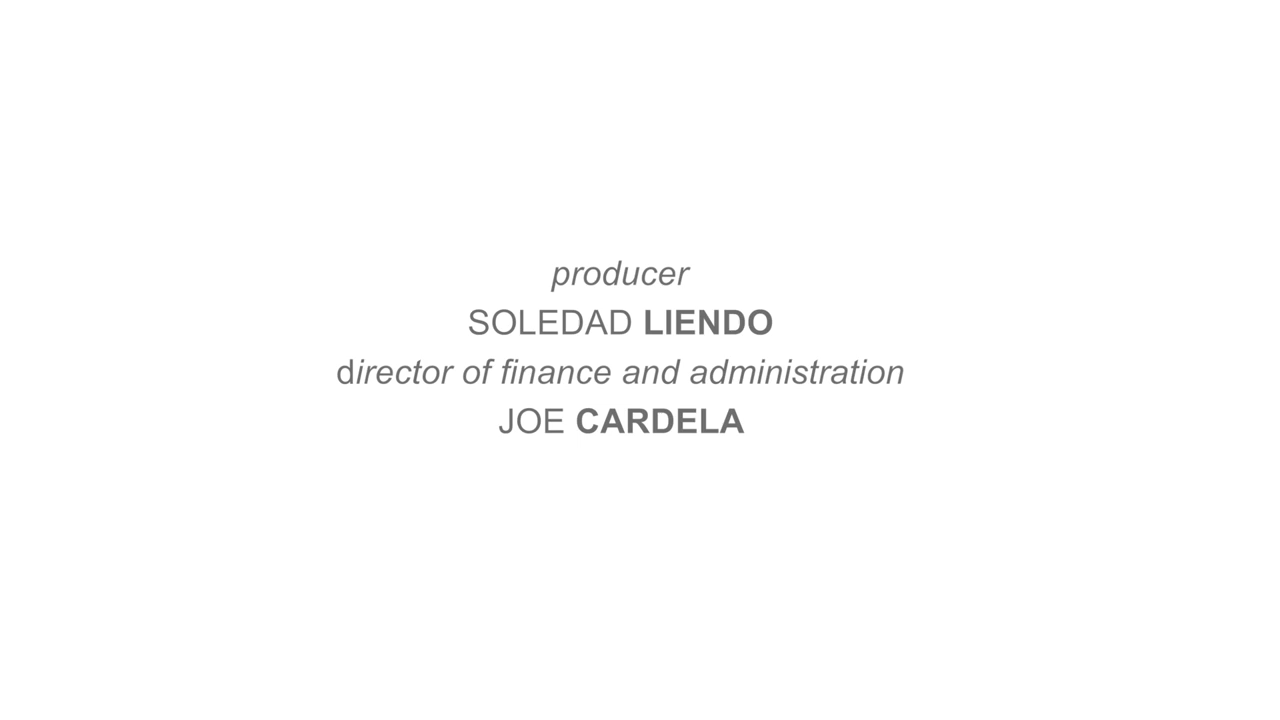 producer
SOLEDAD LIENDO
director of finance and administration
JOE CARDELA